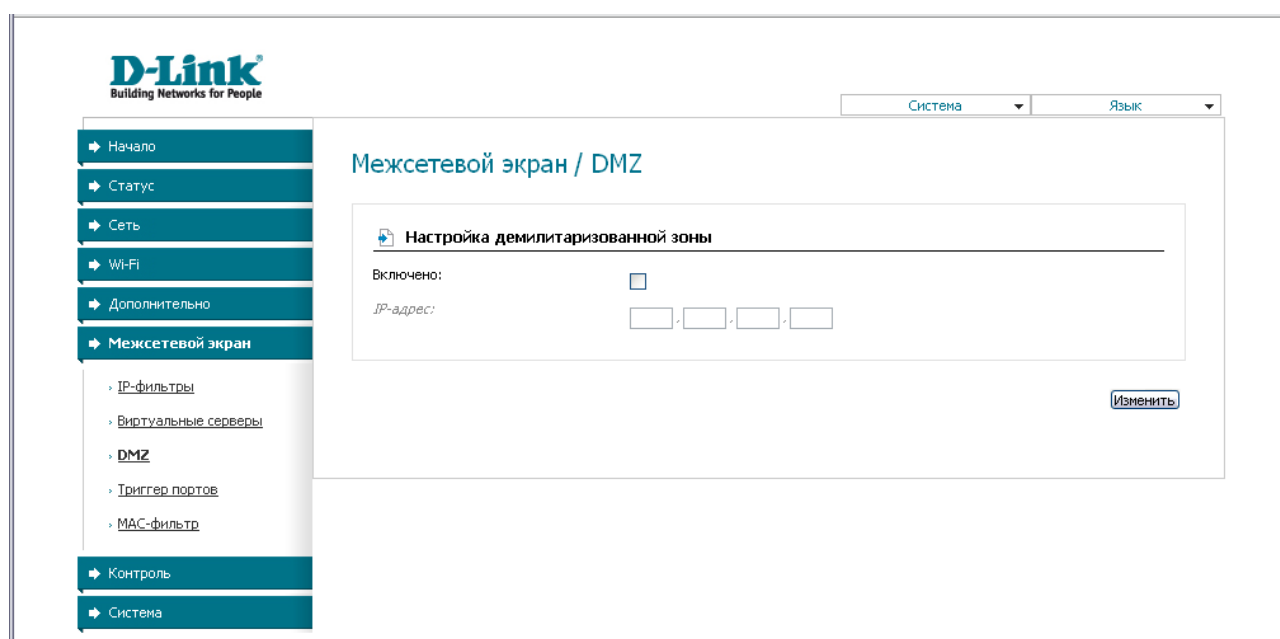 D-Link
Building Networks for People
Система
Язык
Начало
Статус
Сеть
Wi-Fi
Дополнительно
Межсетевой экран
IP-фильтры
Виртуальные серверы
DMZ
Триггер портов
MAC-фильтр
Контроль
Система
Межсетевой экран / DMZ
Настройка демилитаризованной зоны
Включено:
IP-адрес:
. . .
Изменить